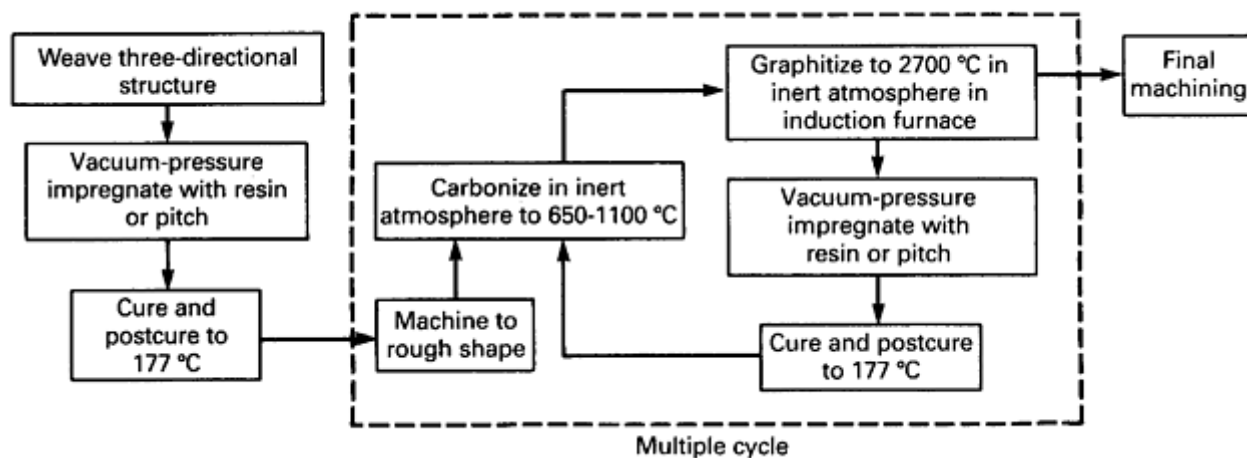 Weave three-directional
structure
Vacuum-pressure
impregnate with resin
or pitch
Cure and
postcure to
177 °C
Machine to
rough shape
Carbonize in inert
atmosphere to 650-1100 °C
Graphitize to 2700 °C in
inert atmosphere in
induction furnace
Vacuum-pressure
impregnate with
resin or pitch
Cure and postcure
to 177 °C
Final
machining
Multiple cycle